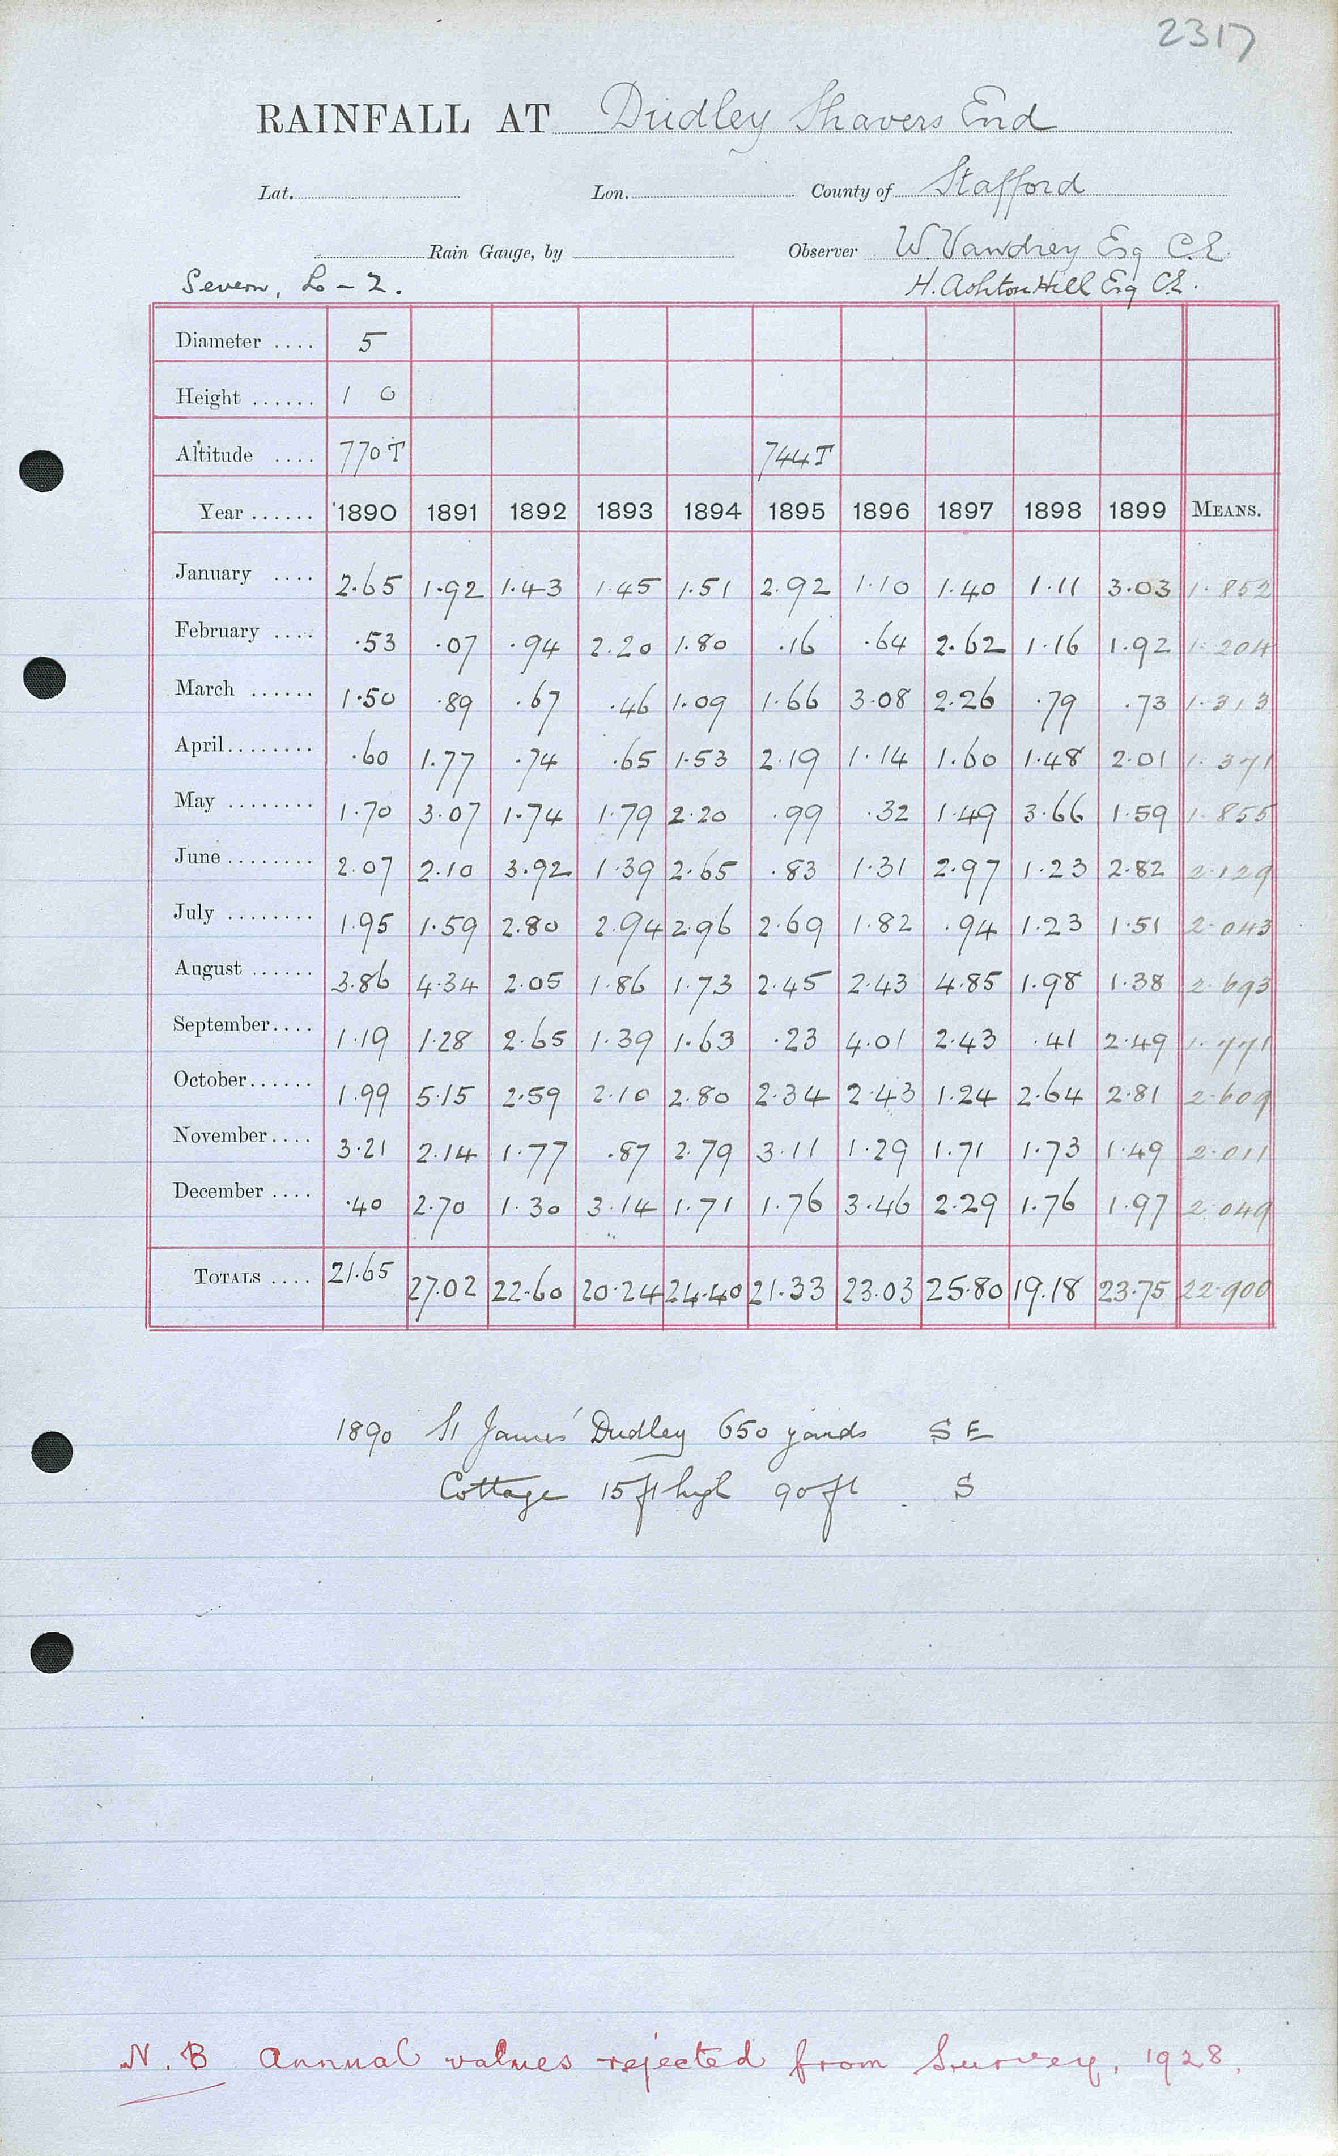 2317
RAINFALL AT Dudley Shavers End
Lat. Lon. County of Stafford
Rain Gauge, by Observer W. Vawdrey Esq C.E.
Severn, L - 2. H. Ashton Hill Esq C.E.
Diameter .... 5
Height ...... 1 0
Altitude .... 770 T 744 T
Year ...... 1890 1891 1892 1893 1894 1895 1896 1897 1898 1899 MEANS.
January .... 2.65 1.92 1.43 1.45 1.51 2.92 1.10 1.40 1.11 3.03 1.852
February .... .53 .07 .94 2.20 1.80 .16 .64 2.62 1.16 1.92 1.204
March ...... 1.50 .89 .67 .46 1.09 1.66 3.08 2.26 .79 .73 1.313
April ........ .60 1.77 .74 .65 1.53 2.19 1.14 1.60 1.48 2.01 1.371
May ........ 1.70 3.07 1.74 1.79 2.20 .99 .32 1.49 3.66 1.59 1.855
June ........ 2.07 2.10 3.92 1.39 2.65 .83 1.31 2.97 1.23 2.82 2.129
July ........ 1.95 1.59 2.80 2.94 2.96 2.69 1.82 .94 1.23 1.51 2.043
August ...... 3.86 4.34 2.05 1.86 1.73 2.45 2.43 4.85 1.98 1.38 2.693
September .... 1.19 1.28 2.65 1.39 1.63 .23 4.01 2.43 .41 2.49 1.771
October ...... 1.99 5.15 2.59 2.10 2.80 2.34 2.43 1.24 2.64 2.81 2.609
November .... 3.21 2.14 1.77 .87 2.79 3.11 1.29 1.71 1.73 1.49 2.011
December .... .40 2.70 1.30 3.14 1.71 1.76 3.46 2.29 1.76 1.97 2.049
TOTALS .... 21.65 27.02 22.60 20.24 24.40 21.33 23.03 25.80 19.18 23.75 22.900
1890 St James' Dudley 650 yards S E
Cottage 15 ft high 90 ft . S
N.B Annual values rejected from Survey, 1928.